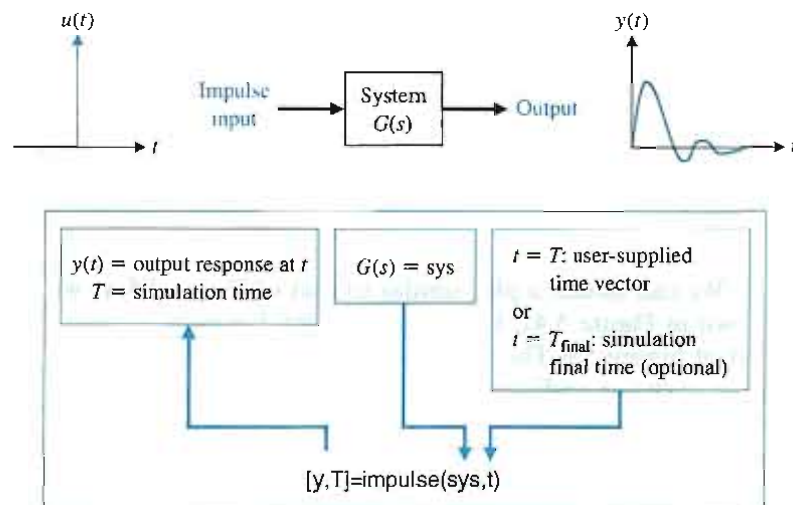 u(t)
y(t)
Impulse
input
System
G(s)
Output
t
t
y(t) = output response at t
T = simulation time
G(s) = sys
t = T: user-supplied
time vector
or
t = Tfinal: simulation
final time (optional)
[y,T]=impulse(sys,t)